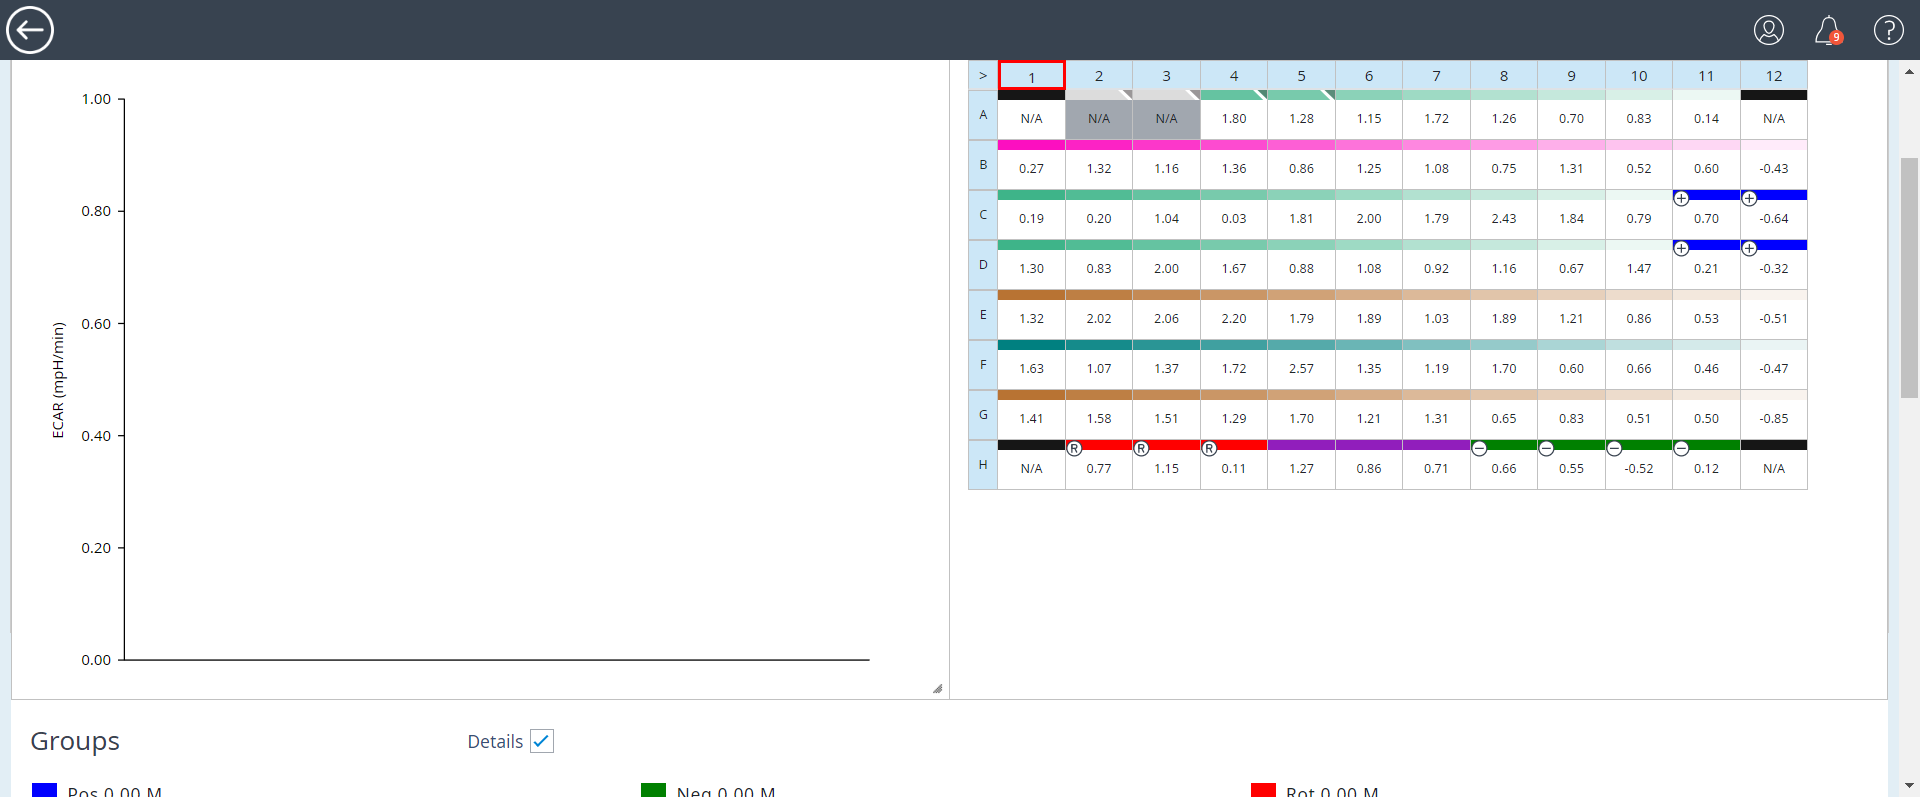 9
> 1 2 3 4 5 6 7 8 9 10 11 12
A N/A N/A N/A 1.80 1.28 1.15 1.72 1.26 0.70 0.83 0.14 N/A
B 0.27 1.32 1.16 1.36 0.86 1.25 1.08 0.75 1.31 0.52 0.60 -0.43
C 0.19 0.20 1.04 0.03 1.81 2.00 1.79 2.43 1.84 0.79 0.70 -0.64
D 1.30 0.83 2.00 1.67 0.88 1.08 0.92 1.16 0.67 1.47 0.21 -0.32
E 1.32 2.02 2.06 2.20 1.79 1.89 1.03 1.89 1.21 0.86 0.53 -0.51
F 1.63 1.07 1.37 1.72 2.57 1.35 1.19 1.70 0.60 0.66 0.46 -0.47
G 1.41 1.58 1.51 1.29 1.70 1.21 1.31 0.65 0.83 0.51 0.50 -0.85
R R R
H N/A 0.77 1.15 0.11 1.27 0.86 0.71 0.66 0.55 -0.52 0.12 N/A
1.00
0.80
0.60
0.40
0.20
0.00
ECAR (mpH/min)
Groups
Details
Pos 0.00 M
Neg 0.00 M
Rot 0.00 M